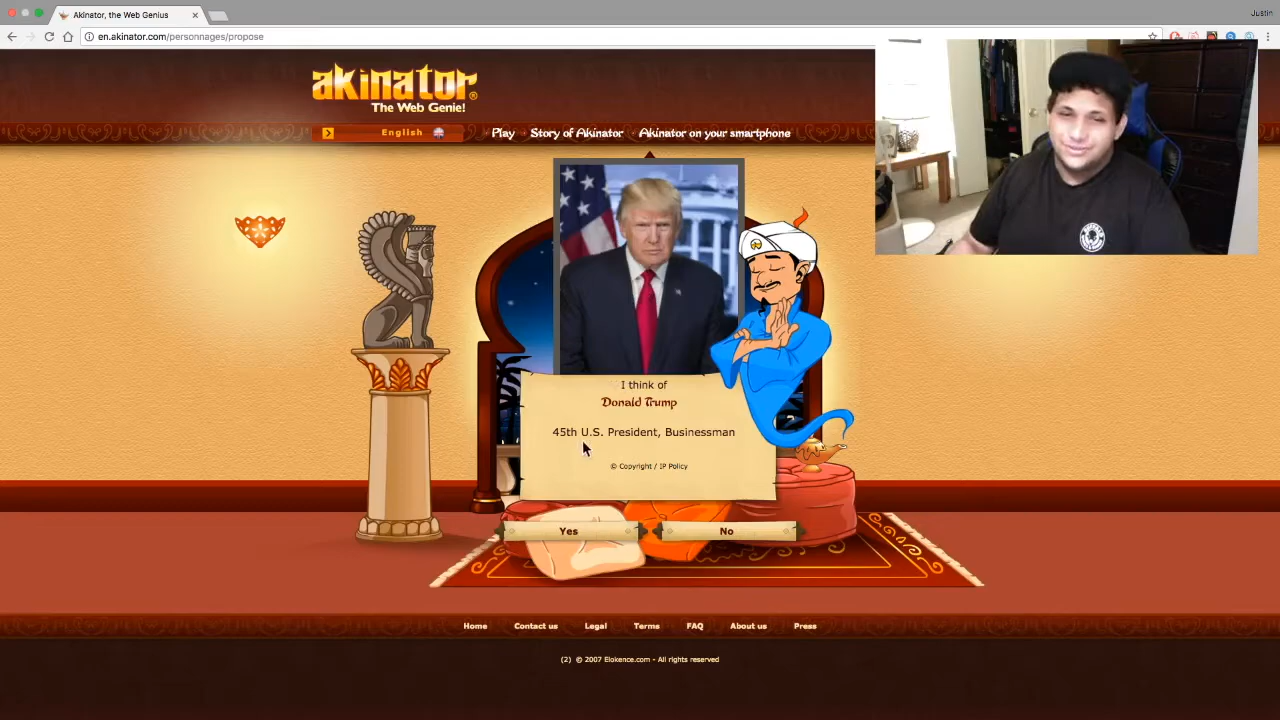 Akinator, the Web Genius
Justin
en.akinator.com/personnages/propose
akinator®
The Web Genie!
English
Play
Story of Akinator
Akinator on your smartphone
I think of
Donald Trump
45th U.S. President, Businessman
© Copyright / IP Policy
Yes
No
Home
Contact us
Legal
Terms
FAQ
About us
Press
(2) © 2007 Elokence.com - All rights reserved